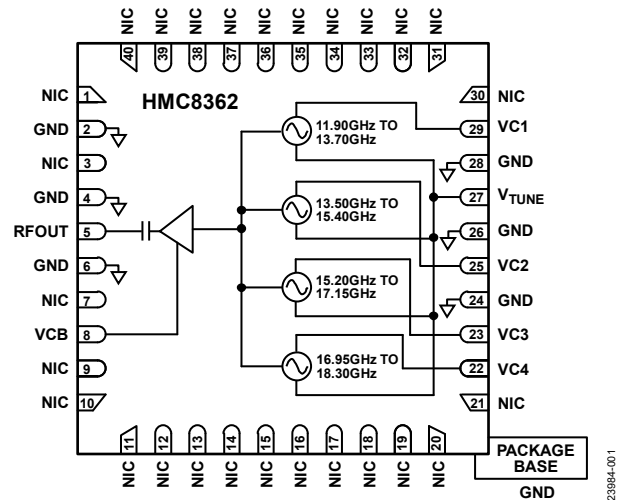 NIC NIC NIC NIC NIC NIC NIC NIC NIC NIC
40 39 38 37 36 35 34 33 32 31
HMC8362
NIC 1
GND 2
NIC 3
GND 4
RFOUT 5
GND 6
NIC 7
VCB 8
NIC 9
NIC 10
11.90GHz TO
13.70GHz
13.50GHz TO
15.40GHz
15.20GHz TO
17.15GHz
16.95GHz TO
18.30GHz
30 NIC
29 VC1
28 GND
27 VTUNE
26 GND
25 VC2
24 GND
23 VC3
22 VC4
21 NIC
11 12 13 14 15 16 17 18 19 20
NIC NIC NIC NIC NIC NIC NIC NIC NIC NIC
PACKAGE
BASE
GND
23984-001